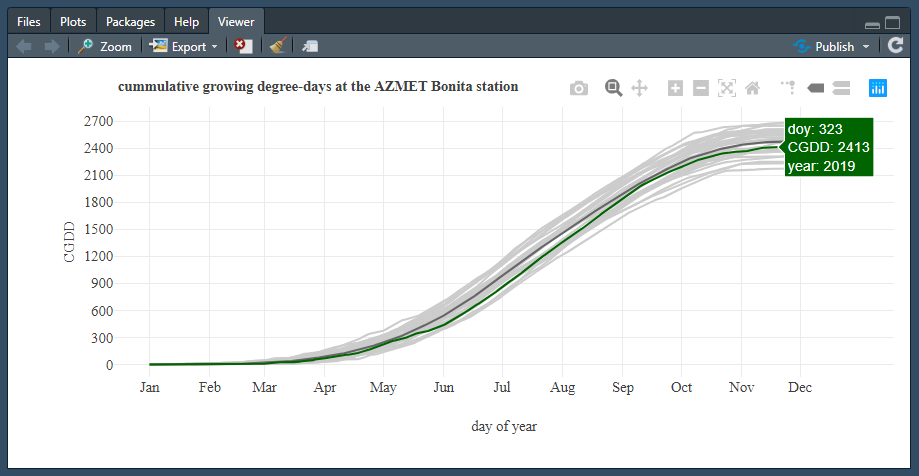 Files Plots Packages Help Viewer
Zoom Export Publish
cummulative growing degree-days at the AZMET Bonita station
doy: 323
CGDD: 2413
year: 2019
CGDD
2700
2400
2100
1800
1500
1200
900
600
300
0
Jan Feb Mar Apr May Jun Jul Aug Sep Oct Nov Dec
day of year